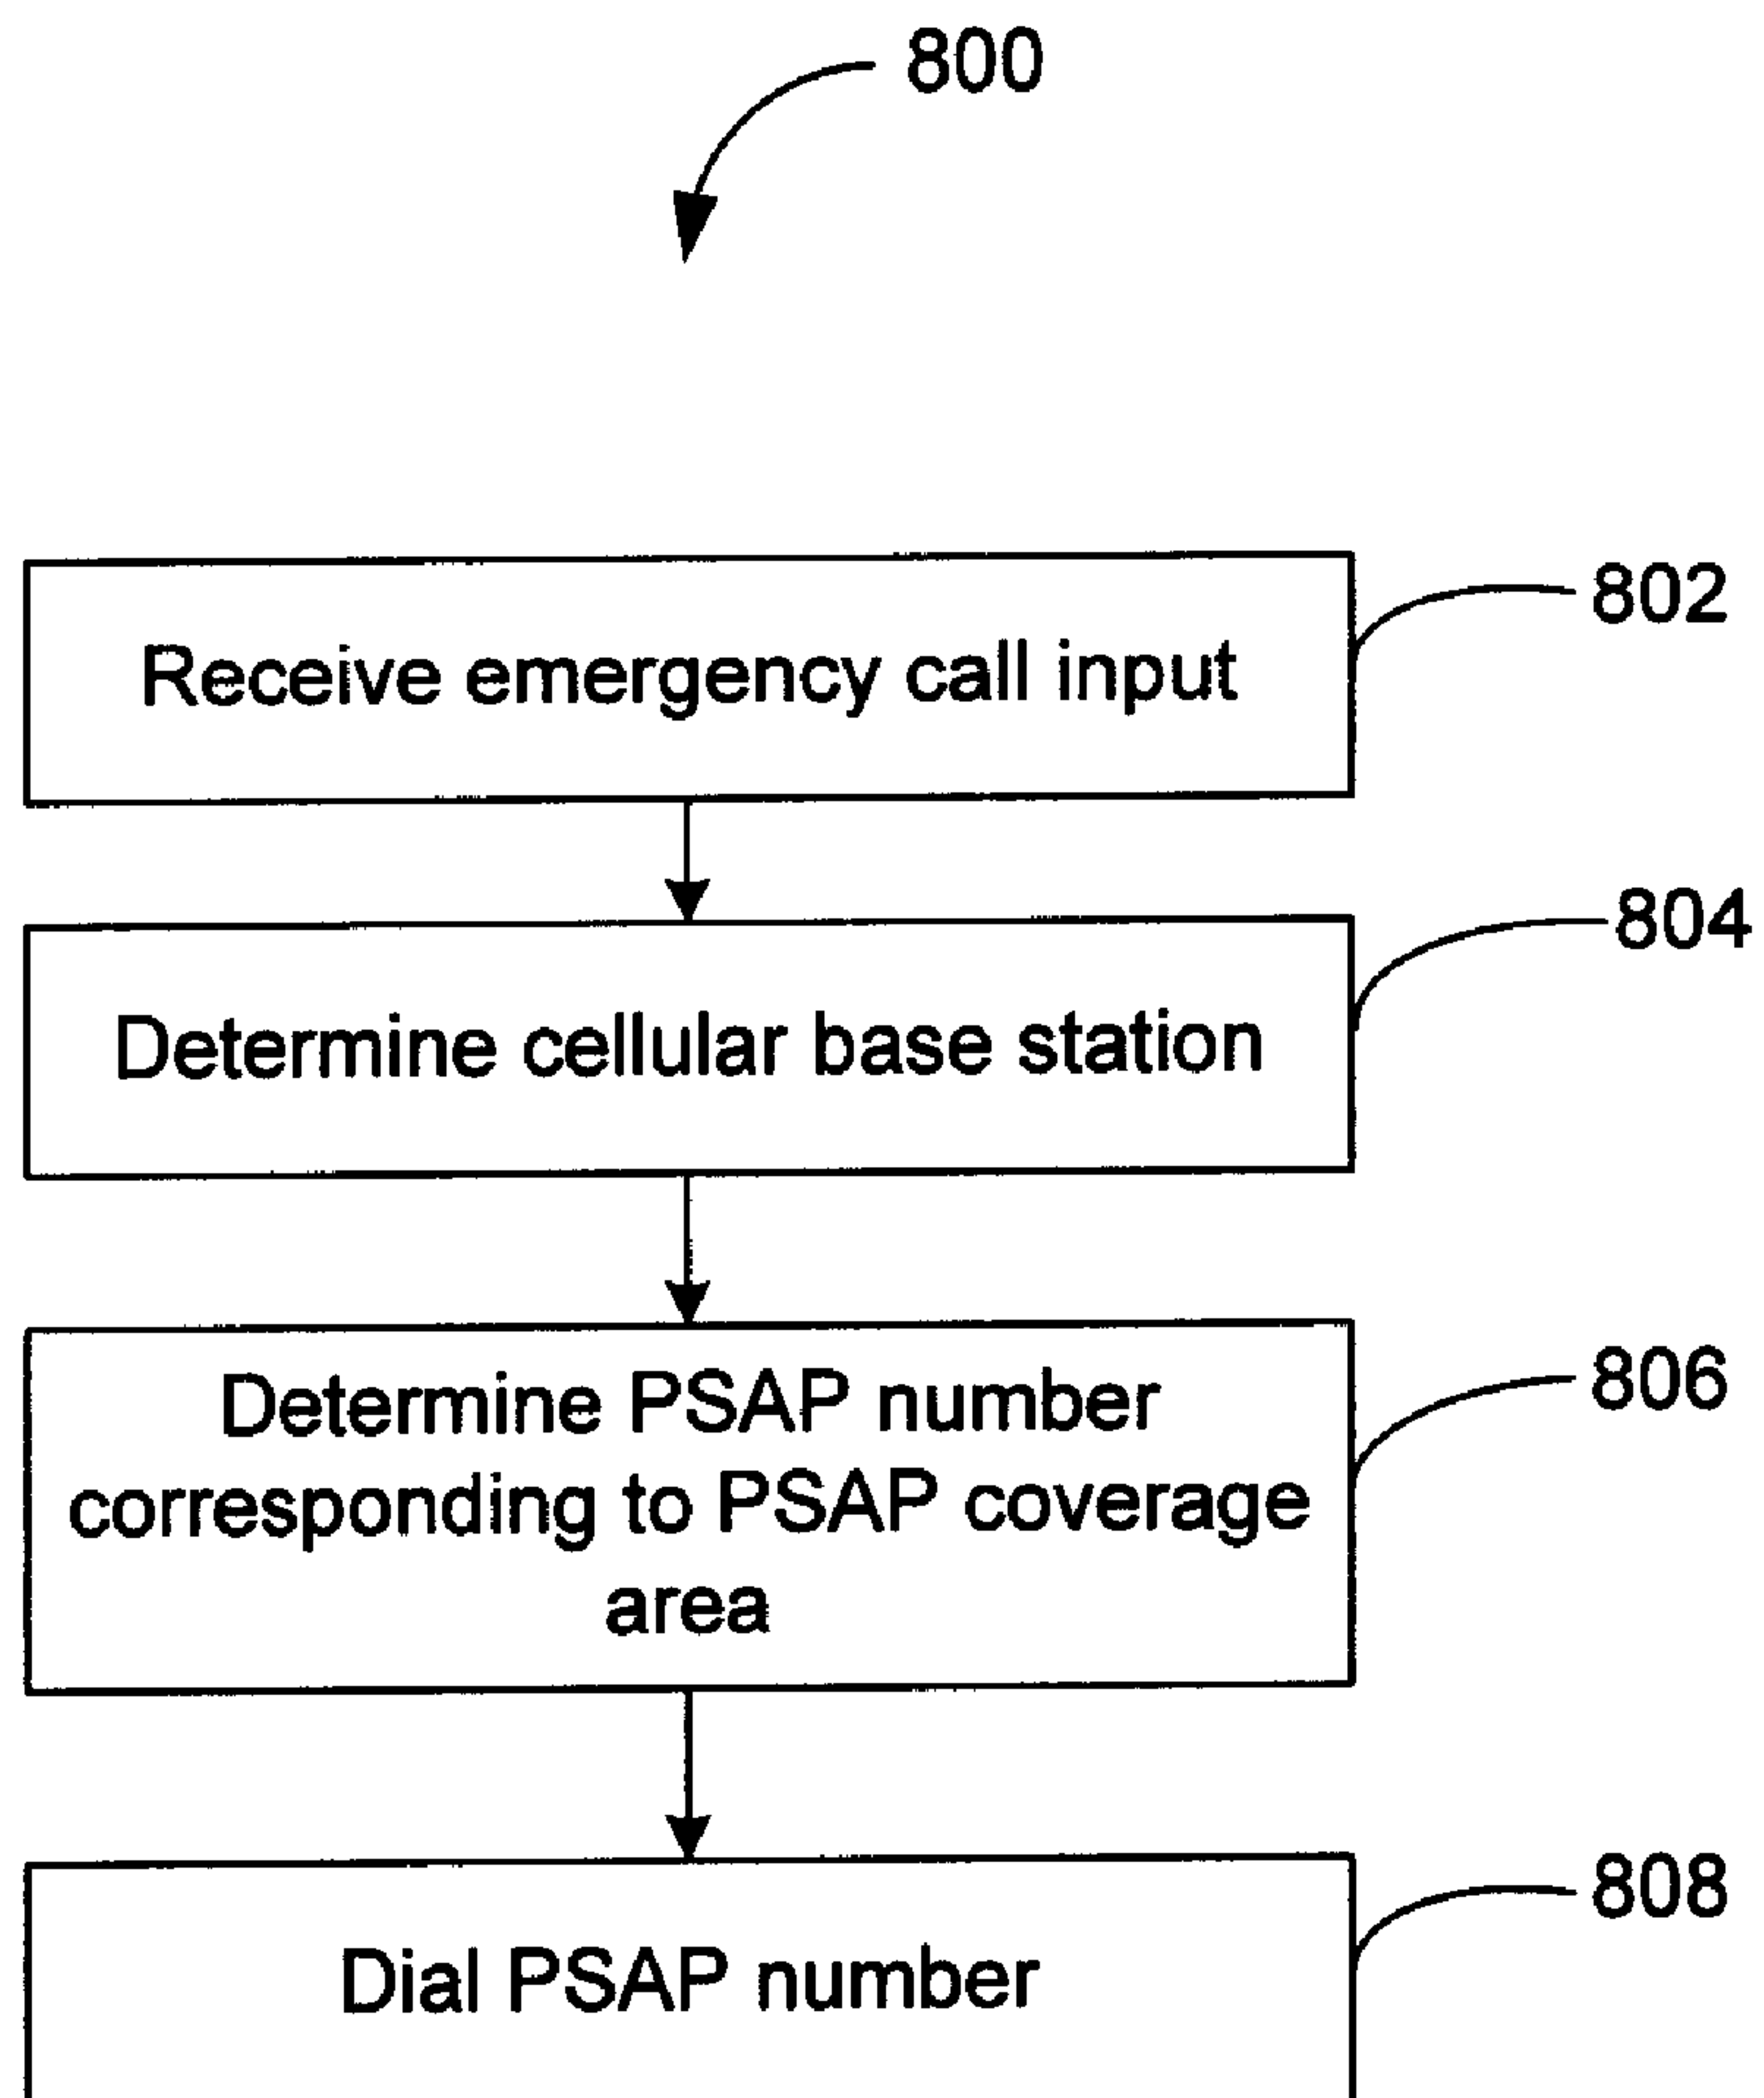 800
802
Receive emergency call input
804
Determine cellular base station
806
Determine PSAP number
corresponding to PSAP coverage
area
808
Dial PSAP number